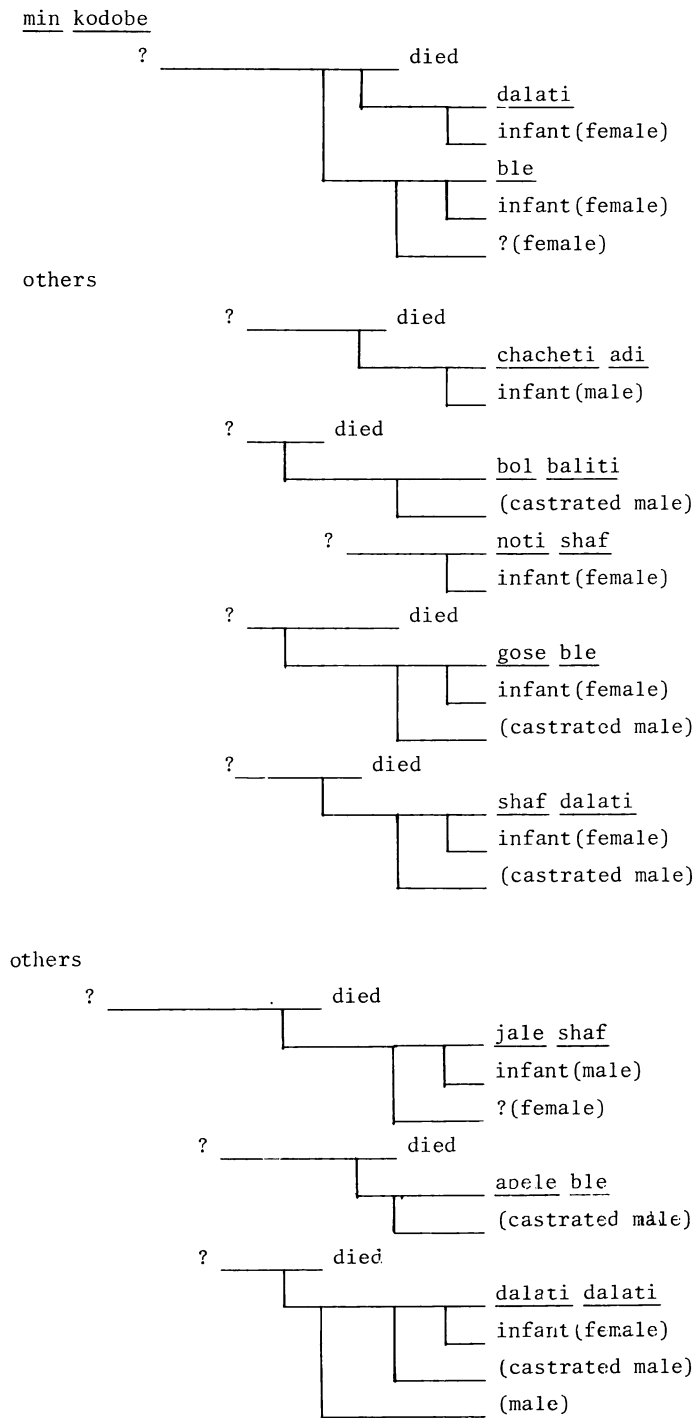 min kodobe
? died
dalati
infant(female)
ble
infant(female)
?(female)
others
? died
chacheti adi
infant(male)
? died
bol baliti
(castrated male)
? noti shaf
infant(female)
? died
gose ble
infant(female)
(castrated male)
? died
shaf dalati
infant(female)
(castrated male)
others
? died
jale shaf
infant(male)
?(female)
? died
ble
(castrated male)
? died
dalati dalati
infant(female)
(castrated male)
(male)